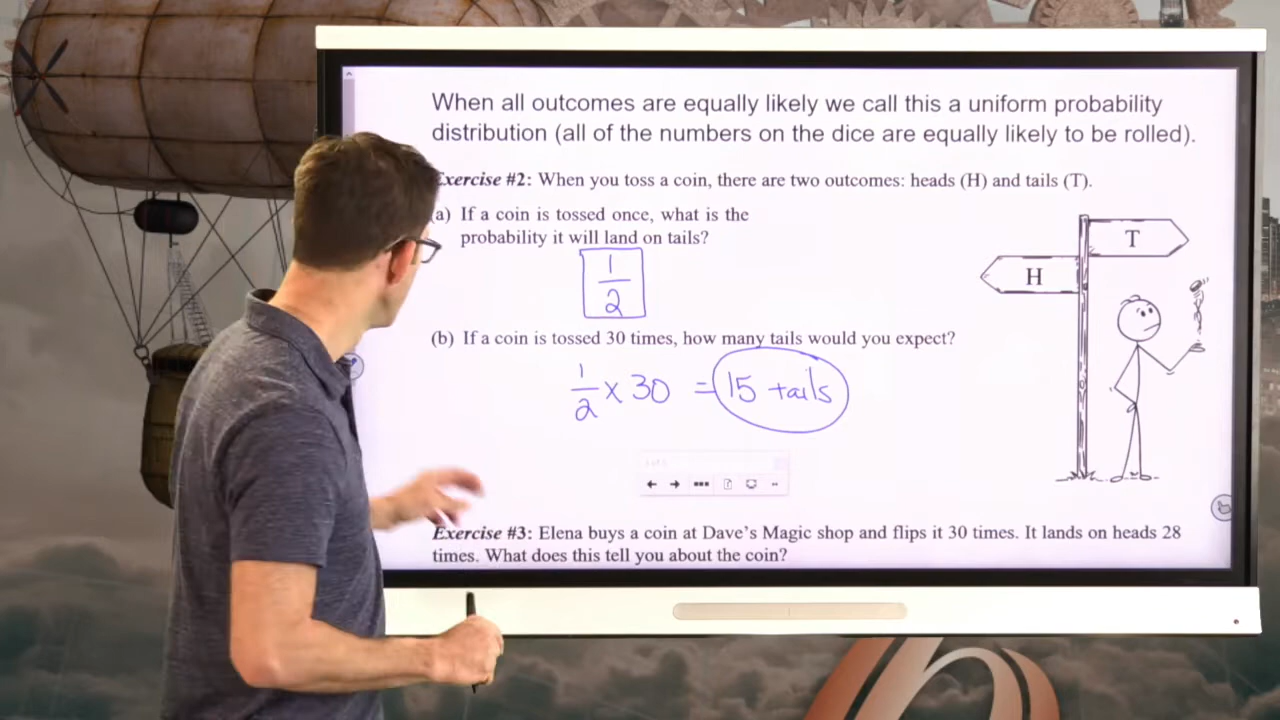 When all outcomes are equally likely we call this a uniform probability
distribution (all of the numbers on the dice are equally likely to be rolled).
Exercise #2: When you toss a coin, there are two outcomes: heads (H) and tails (T).
(a) If a coin is tossed once, what is the
probability it will land on tails?
1
2
T
H
(b) If a coin is tossed 30 times, how many tails would you expect?
1/2 x 30 = 15 tails
Exercise #3: Elena buys a coin at Dave's Magic shop and flips it 30 times. It lands on heads 28
times. What does this tell you about the coin?